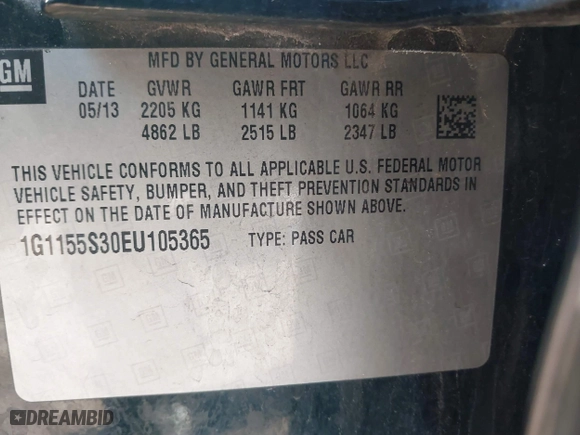 GM
MFD BY GENERAL MOTORS LLC
DATE GVWR GAWR FRT GAWR RR
05/13 2205 KG 1141 KG 1064 KG
4862 LB 2515 LB 2347 LB
THIS VEHICLE CONFORMS TO ALL APPLICABLE U.S. FEDERAL MOTOR
VEHICLE SAFETY, BUMPER, AND THEFT PREVENTION STANDARDS IN
EFFECT ON THE DATE OF MANUFACTURE SHOWN ABOVE.
1G1155S30EU105365 TYPE: PASS CAR
DREAMBID